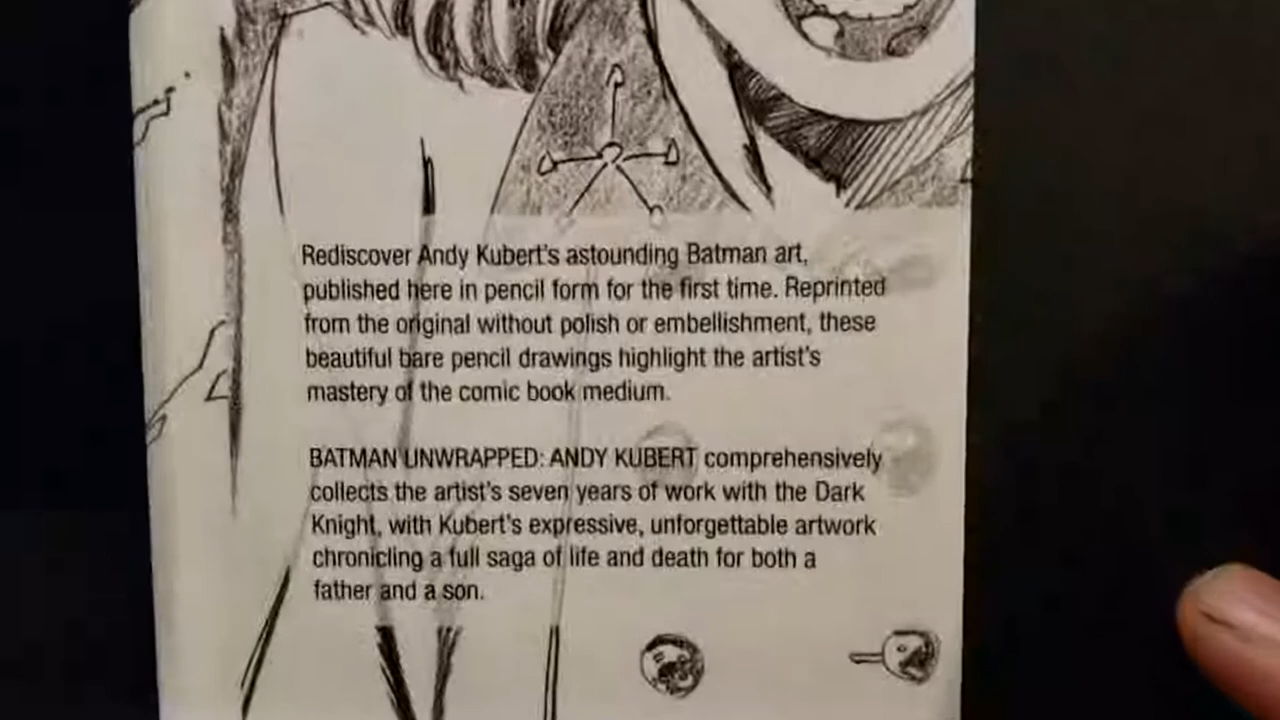 Rediscover Andy Kubert's astounding Batman art,
published here in pencil form for the first time. Reprinted
from the original without polish or embellishment, these
beautiful bare pencil drawings highlight the artist's
mastery of the comic book medium.
BATMAN UNWRAPPED: ANDY KUBERT comprehensively
collects the artist's seven years of work with the Dark
Knight, with Kubert's expressive, unforgettable artwork
chronicling a full saga of life and death for both a
father and a son.